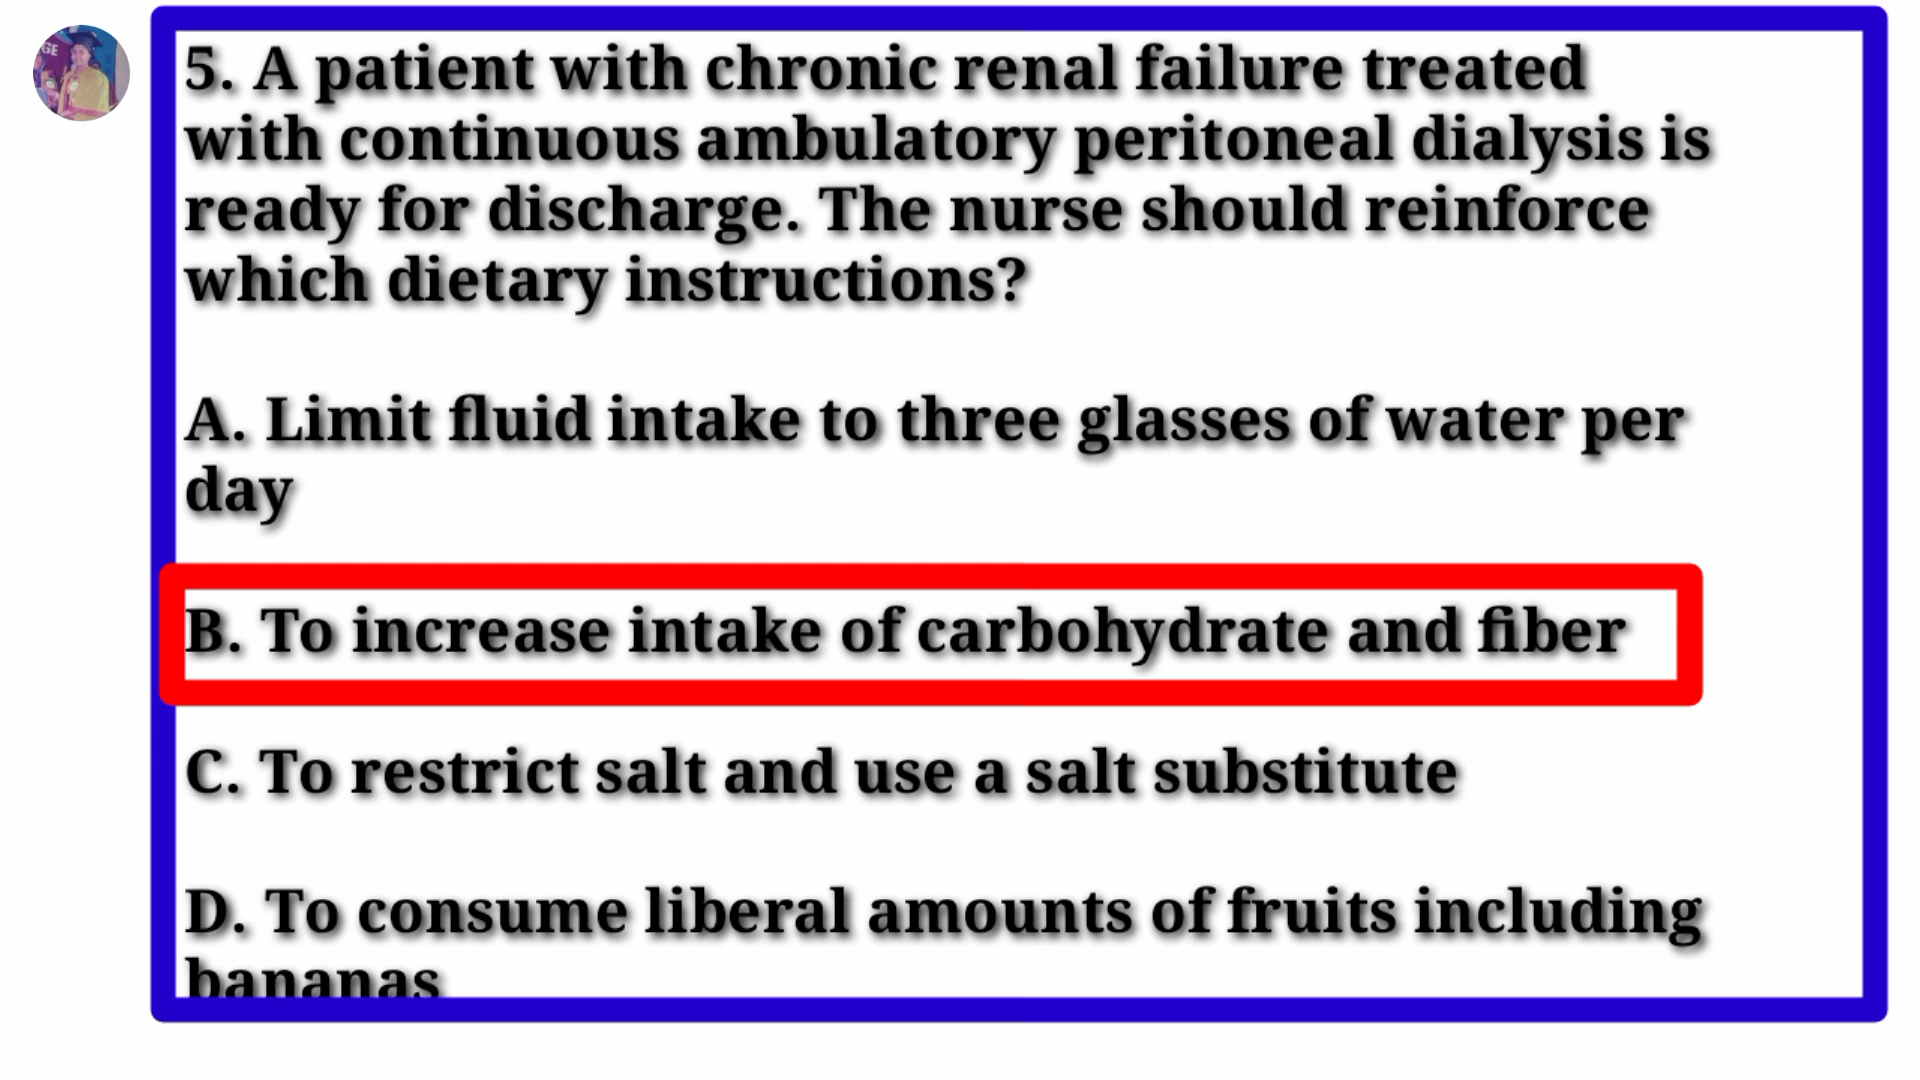 GE
5. A patient with chronic renal failure treated
with continuous ambulatory peritoneal dialysis is
ready for discharge. The nurse should reinforce
which dietary instructions?
A. Limit fluid intake to three glasses of water per
day
B. To increase intake of carbohydrate and fiber
C. To restrict salt and use a salt substitute
D. To consume liberal amounts of fruits including
bananas